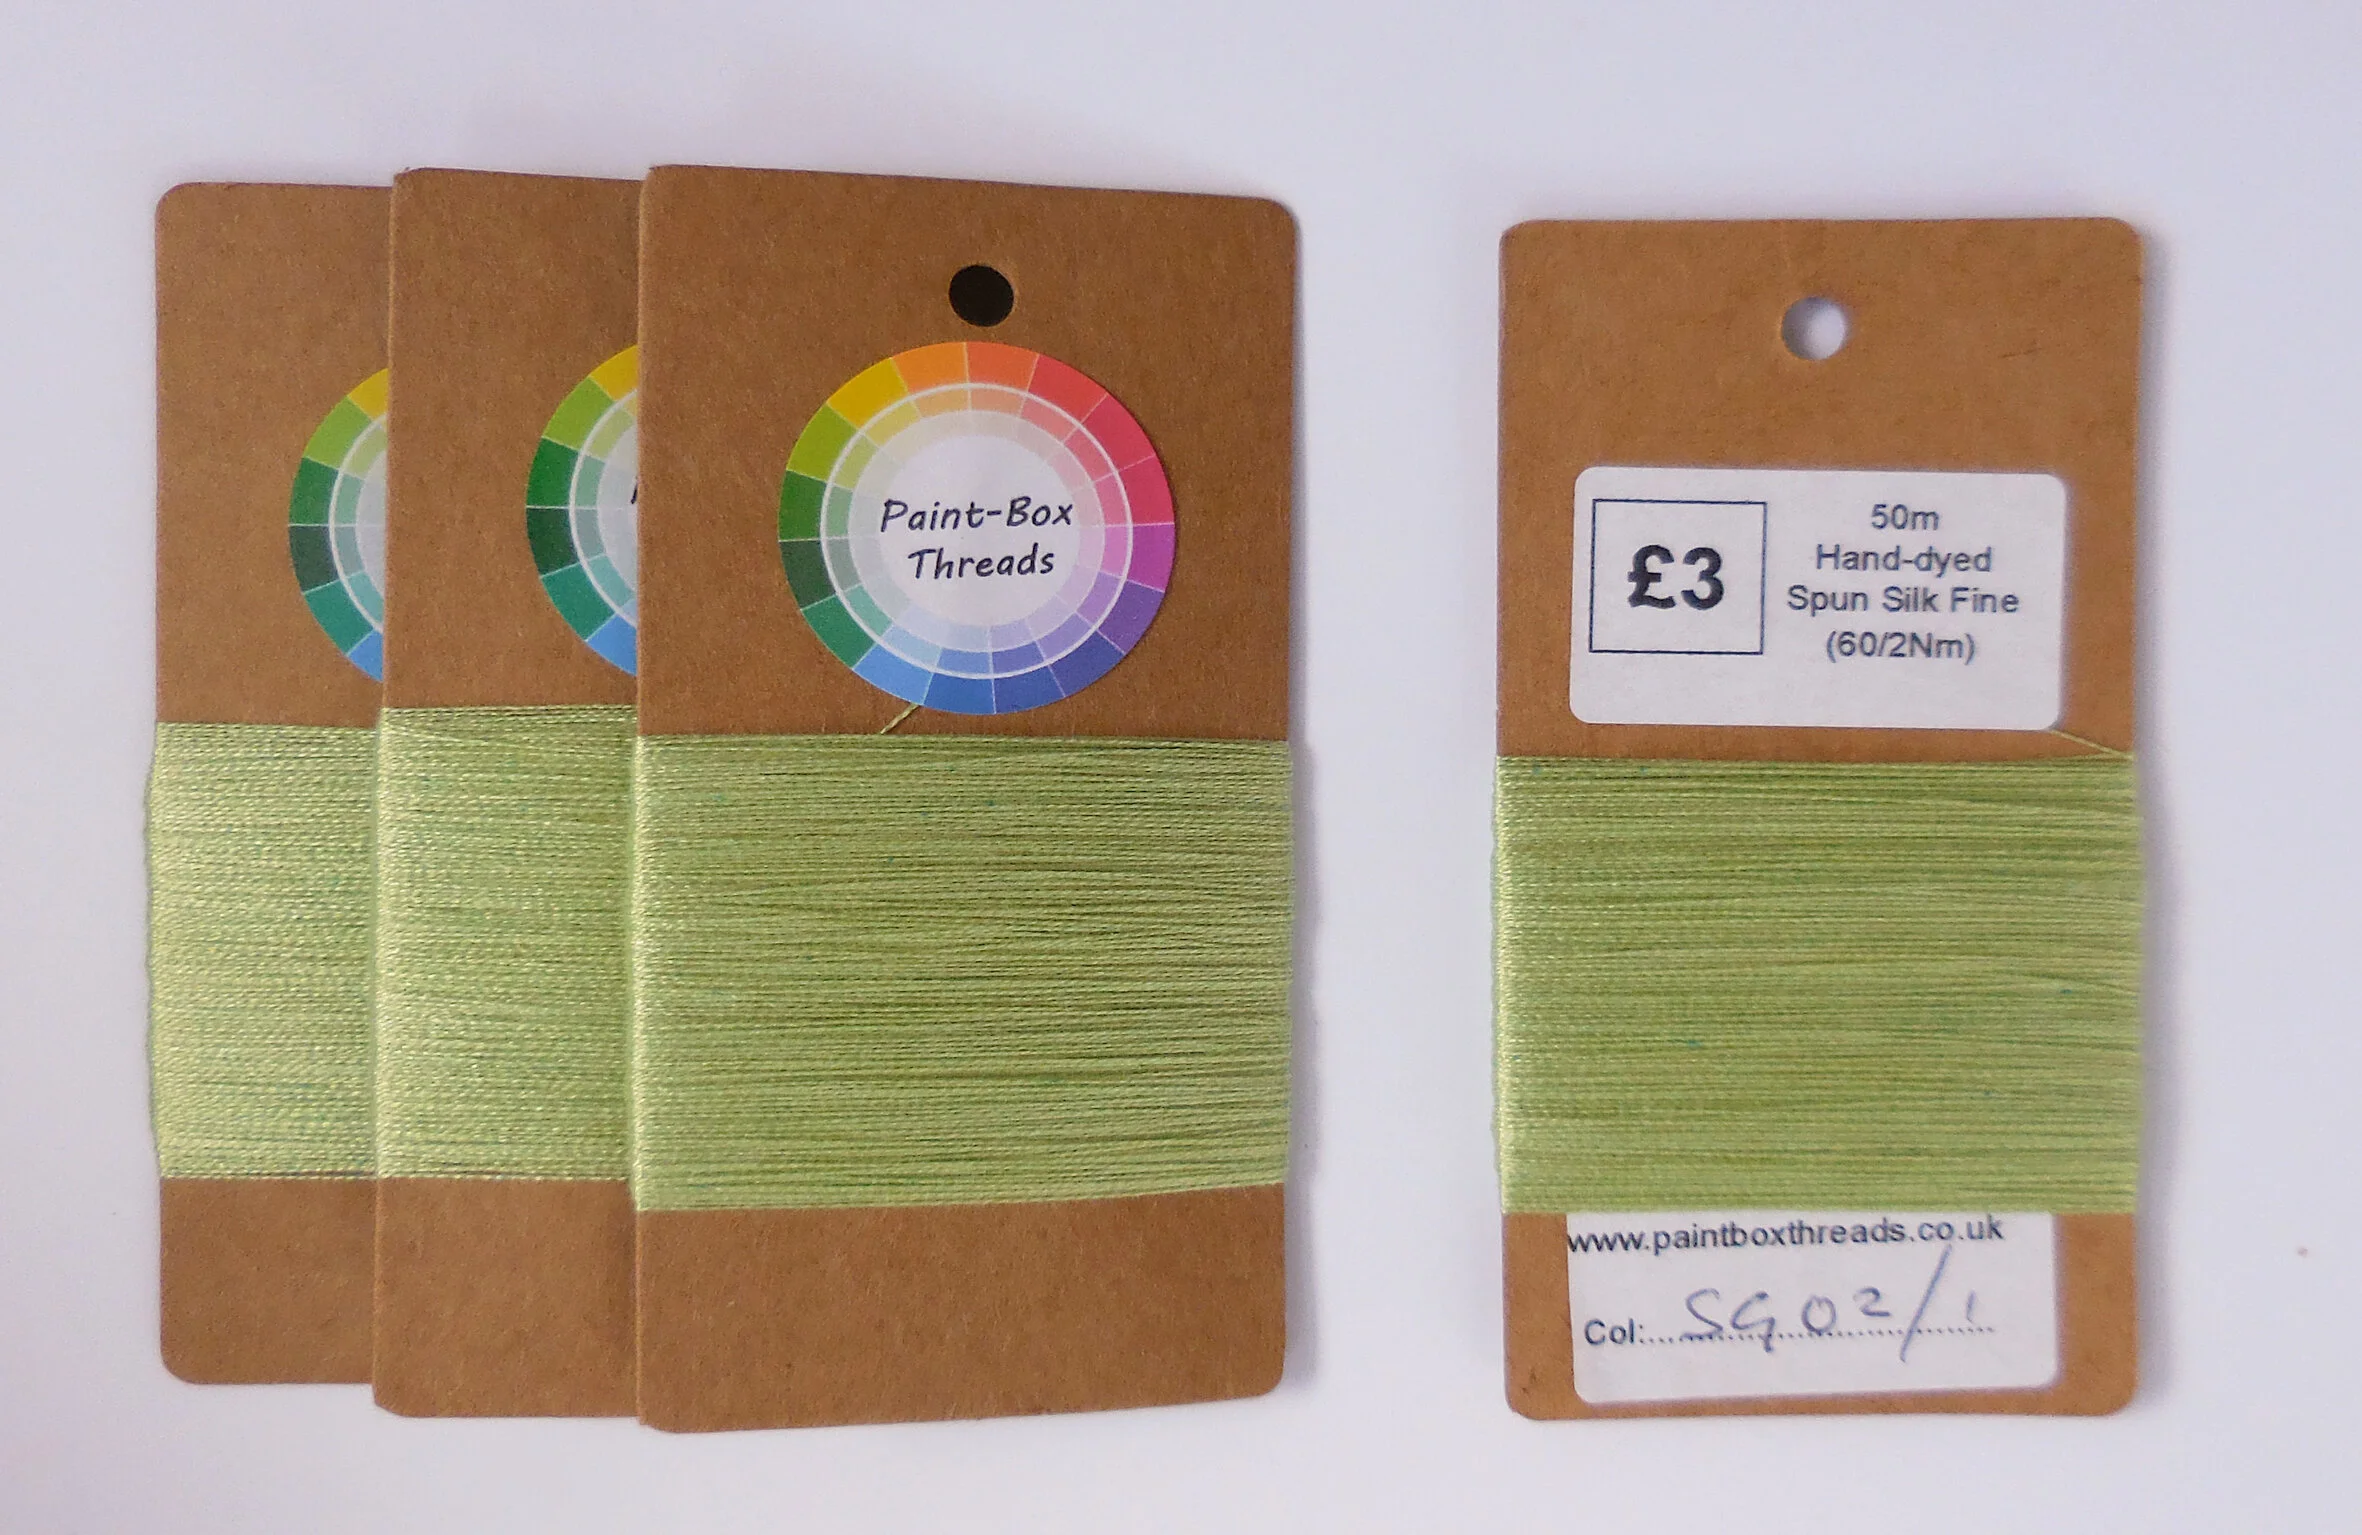 Paint-Box
Threads
£3
50m
Hand-dyed
Spun Silk Fine
(60/2Nm)
www.paintboxthreads.co.uk
Col:.... SG02/1